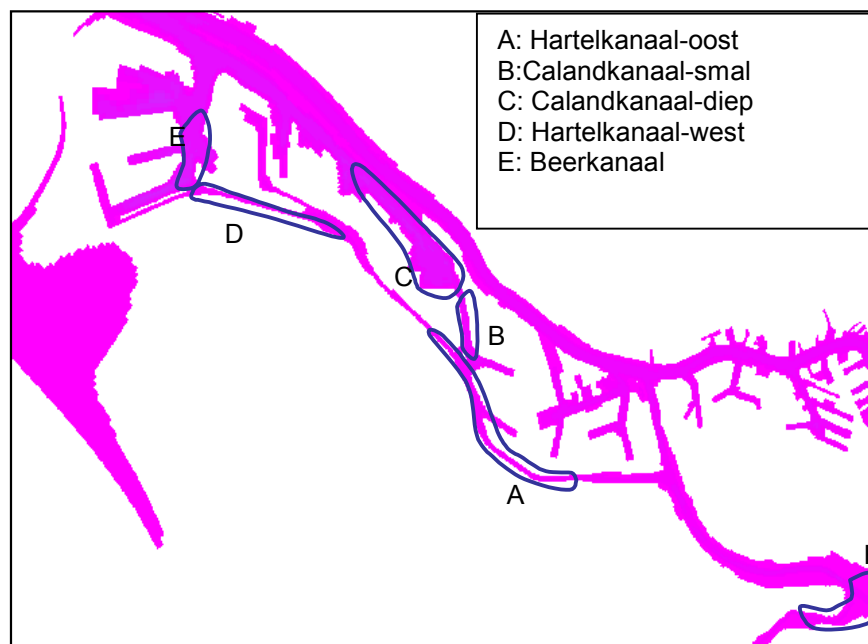 A: Hartelkanaal-oost
B:Calandkanaal-smal
C: Calandkanaal-diep
D: Hartelkanaal-west
E: Beerkanaal
E
D
C
B
A